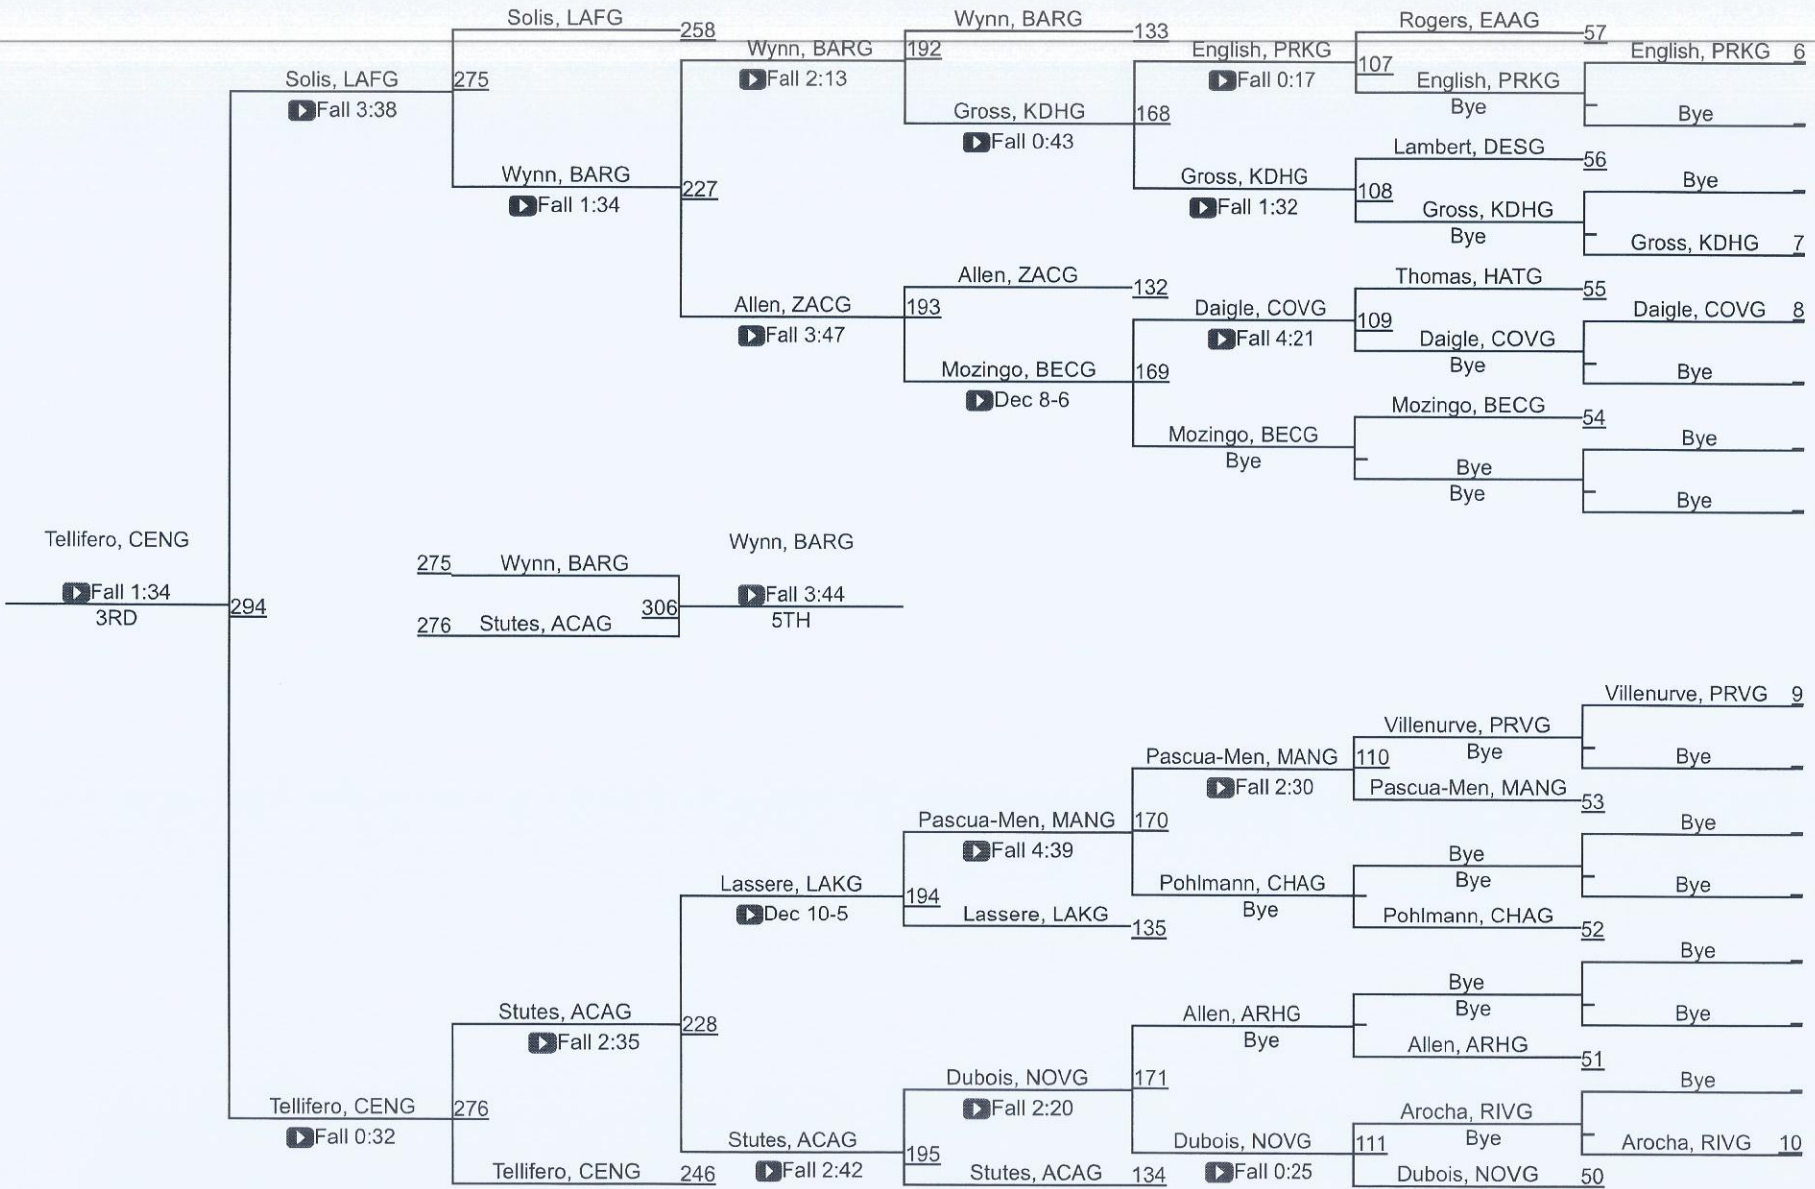 Solis, LAFG
258
Wynn, BARG
133
Rogers, EAAG
57
Wynn, BARG
192
English, PRKG
English, PRKG 6
Solis, LAFG
275
Fall 2:13
Fall 0:17
107
English, PRKG
Bye
Bye
Fall 3:38
Gross, KDHG
168
Fall 0:43
Lambert, DESG
56
Wynn, BARG
227
Gross, KDHG
Bye
Fall 1:34
Fall 1:32
108
Gross, KDHG
Bye
Gross, KDHG 7
Allen, ZACG
132
Thomas, HATG
55
Allen, ZACG
193
Daigle, COVG
Daigle, COVG 8
Fall 3:47
Fall 4:21
109
Daigle, COVG
Bye
Bye
Mozingo, BECG
169
Dec 8-6
Mozingo, BECG
54
Mozingo, BECG
Bye
Bye
Bye
Bye
Bye
Tellifero, CENG
Fall 1:34
3RD
294
275 Wynn, BARG
276 Stutes, ACAG
306
Wynn, BARG
Fall 3:44
5TH
Villenurve, PRVG 9
Villenurve, PRVG
Bye
Bye
Pascua-Men, MANG
110
Fall 2:30
Pascua-Men, MANG
53
Pascua-Men, MANG
170
Fall 4:39
Bye
Bye
Bye
Bye
Lassere, LAKG
194
Dec 10-5
Pohlmann, CHAG
Bye
Lassere, LAKG
135
Pohlmann, CHAG
52
Bye
Stutes, ACAG
228
Fall 2:35
Allen, ARHG
Bye
Bye
Bye
Bye
Allen, ARHG
51
Dubois, NOVG
171
Fall 2:20
Bye
Tellifero, CENG
276
Fall 0:32
Arocha, RIVG
Bye
Arocha, RIVG 10
Stutes, ACAG
195
Fall 2:42
Dubois, NOVG
111
Fall 0:25
Tellifero, CENG
246
Stutes, ACAG
134
Dubois, NOVG
50